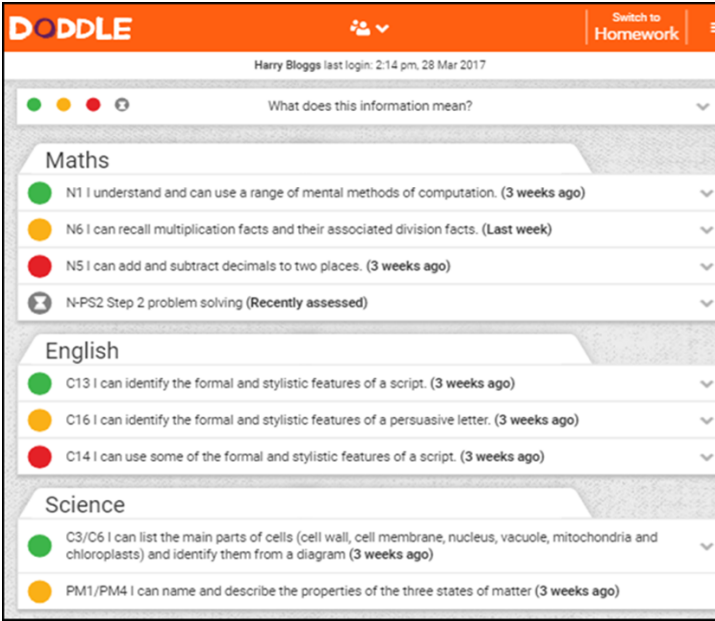 DODDLE
Switch to
Homework
Harry Bloggs last login: 2:14 pm, 28 Mar 2017
What does this information mean?
Maths
N1 I understand and can use a range of mental methods of computation. (3 weeks ago)
N6 I can recall multiplication facts and their associated division facts. (Last week)
N5 I can add and subtract decimals to two places. (3 weeks ago)
N-PS2 Step 2 problem solving (Recently assessed)
English
C13 I can identify the formal and stylistic features of a script. (3 weeks ago)
C16 I can identify the formal and stylistic features of a persuasive letter. (3 weeks ago)
C14 I can use some of the formal and stylistic features of a script. (3 weeks ago)
Science
C3/C6 I can list the main parts of cells (cell wall, cell membrane, nucleus, vacuole, mitochondria and
chloroplasts) and identify them from a diagram (3 weeks ago)
PM1/PM4 I can name and describe the properties of the three states of matter (3 weeks ago)